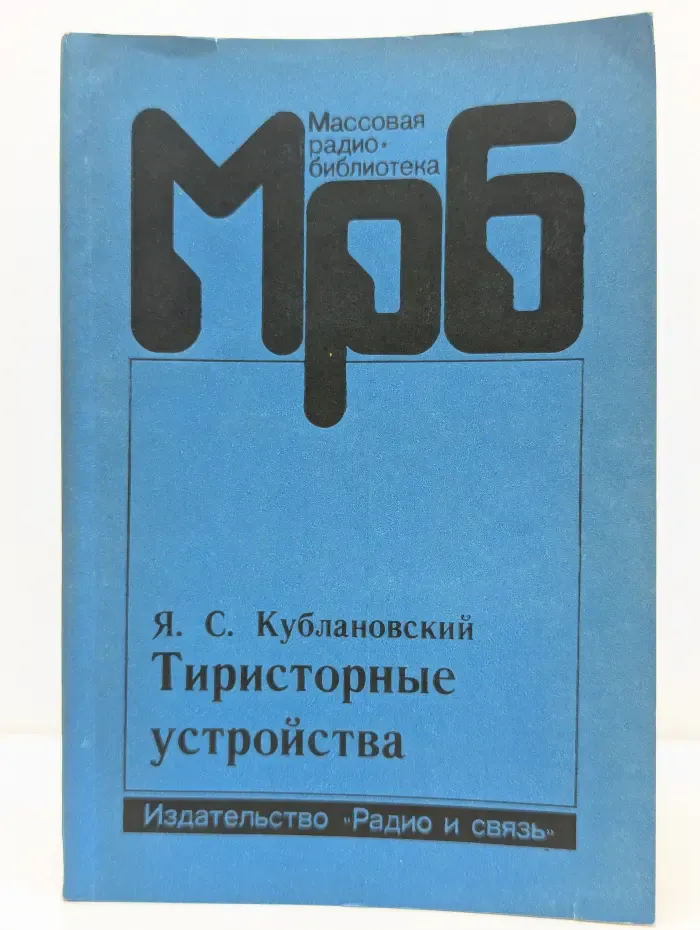 Массовая
радио-
библиотека
Мрб
Я. С. Кублановский
Тиристорные
устройства
Издательство „Радио и связь“